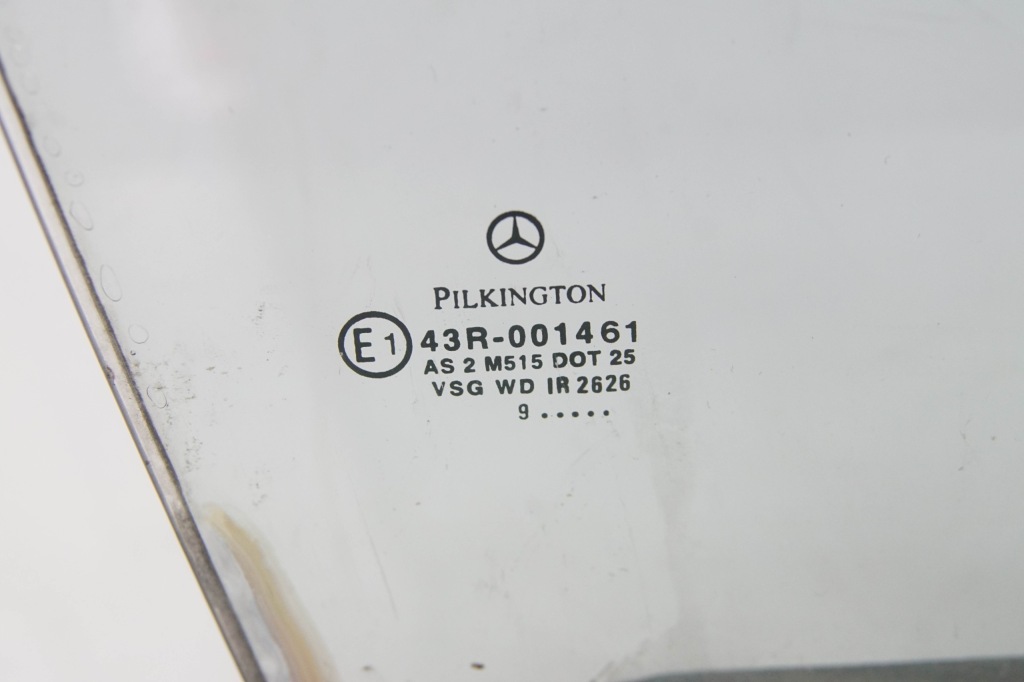 PILKINGTON
E1 43R-001461
AS 2 M515 DOT 25
VSG WD IR 2626
9 .....